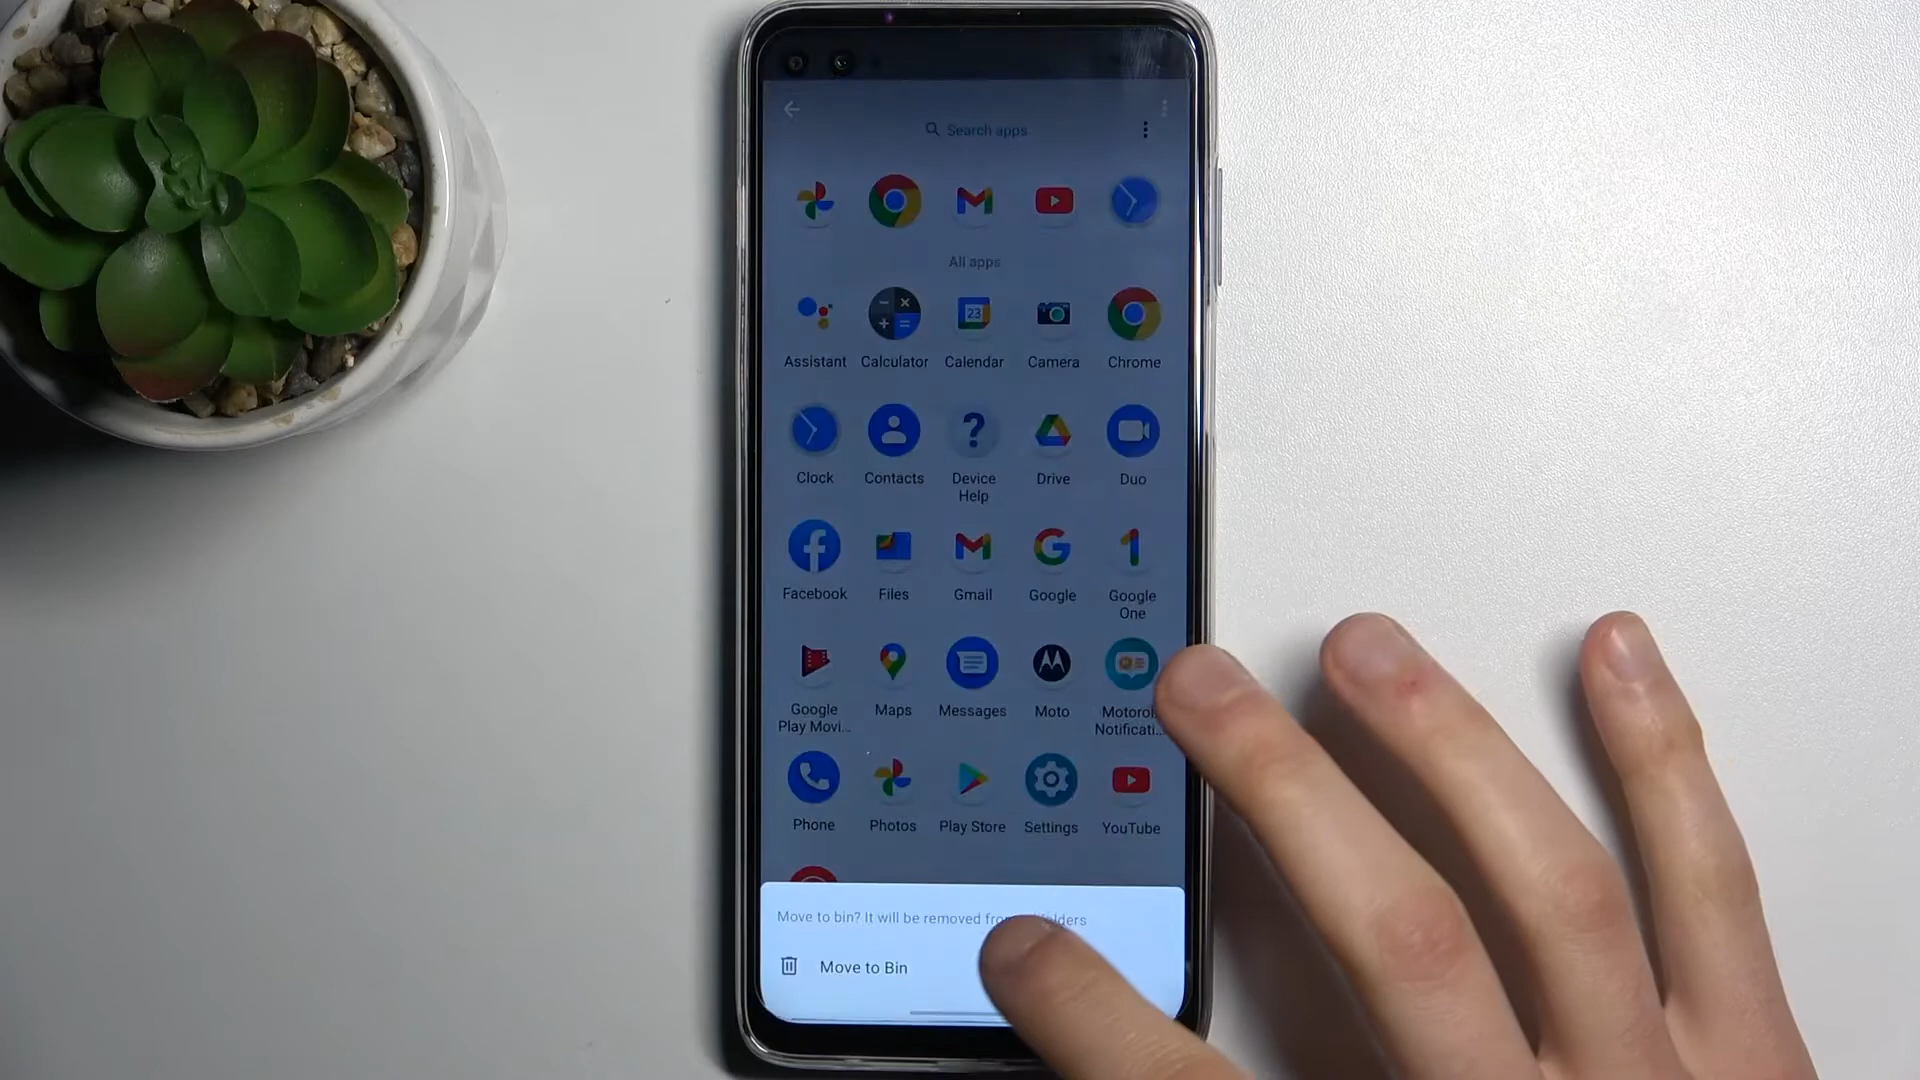 Search apps
All apps
23
Assistant Calculator Calendar Camera Chrome
Clock Contacts Device Help Drive Duo
Facebook Files Gmail Google Google One
Google Play Movi... Maps Messages Moto Notificati...
Phone Photos Play Store Settings YouTube
Move to bin? It will be removed
Move to Bin